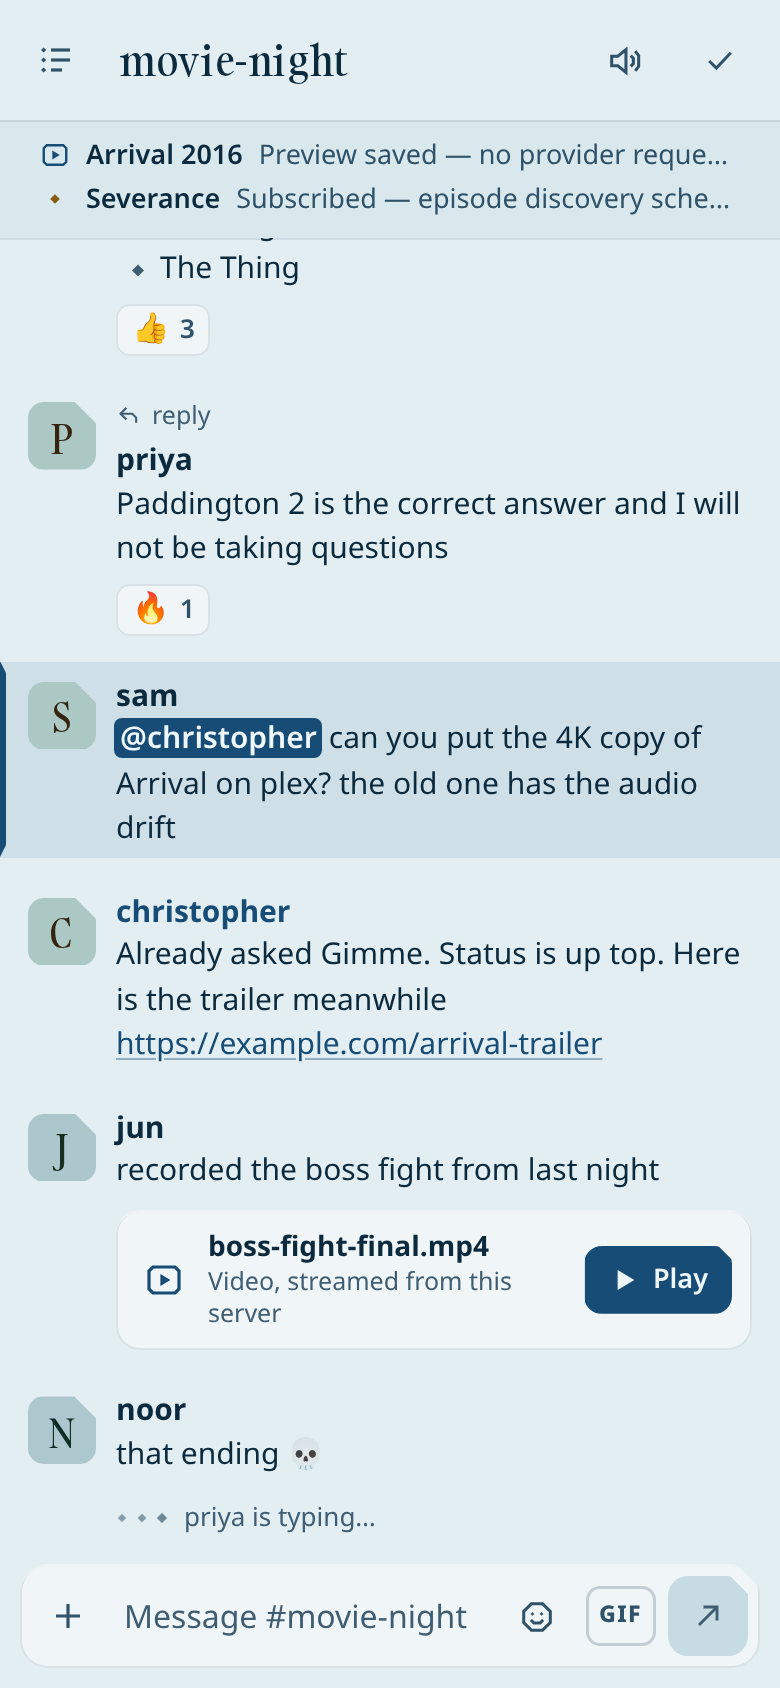 movie-night
Arrival 2016 Preview saved — no provider reque...
Severance Subscribed — episode discovery sche...
The Thing
👍 3
P
reply
priya
Paddington 2 is the correct answer and I will
not be taking questions
🔥 1
S
sam
@christopher can you put the 4K copy of
Arrival on plex? the old one has the audio
drift
C
christopher
Already asked Gimme. Status is up top. Here
is the trailer meanwhile
https://example.com/arrival-trailer
J
jun
recorded the boss fight from last night
boss-fight-final.mp4
Video, streamed from this
server
Play
N
noor
that ending 💀
priya is typing...
Message #movie-night
GIF